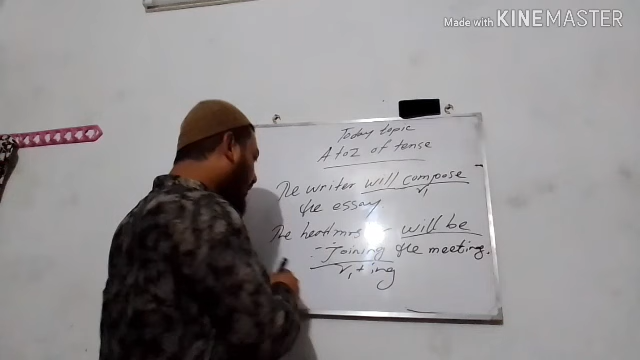 Made with KINEMASTER
Today topic
A to Z of tense
The writer will compose
V1
the essay
The will be
joining the meeting.
V1 + ing